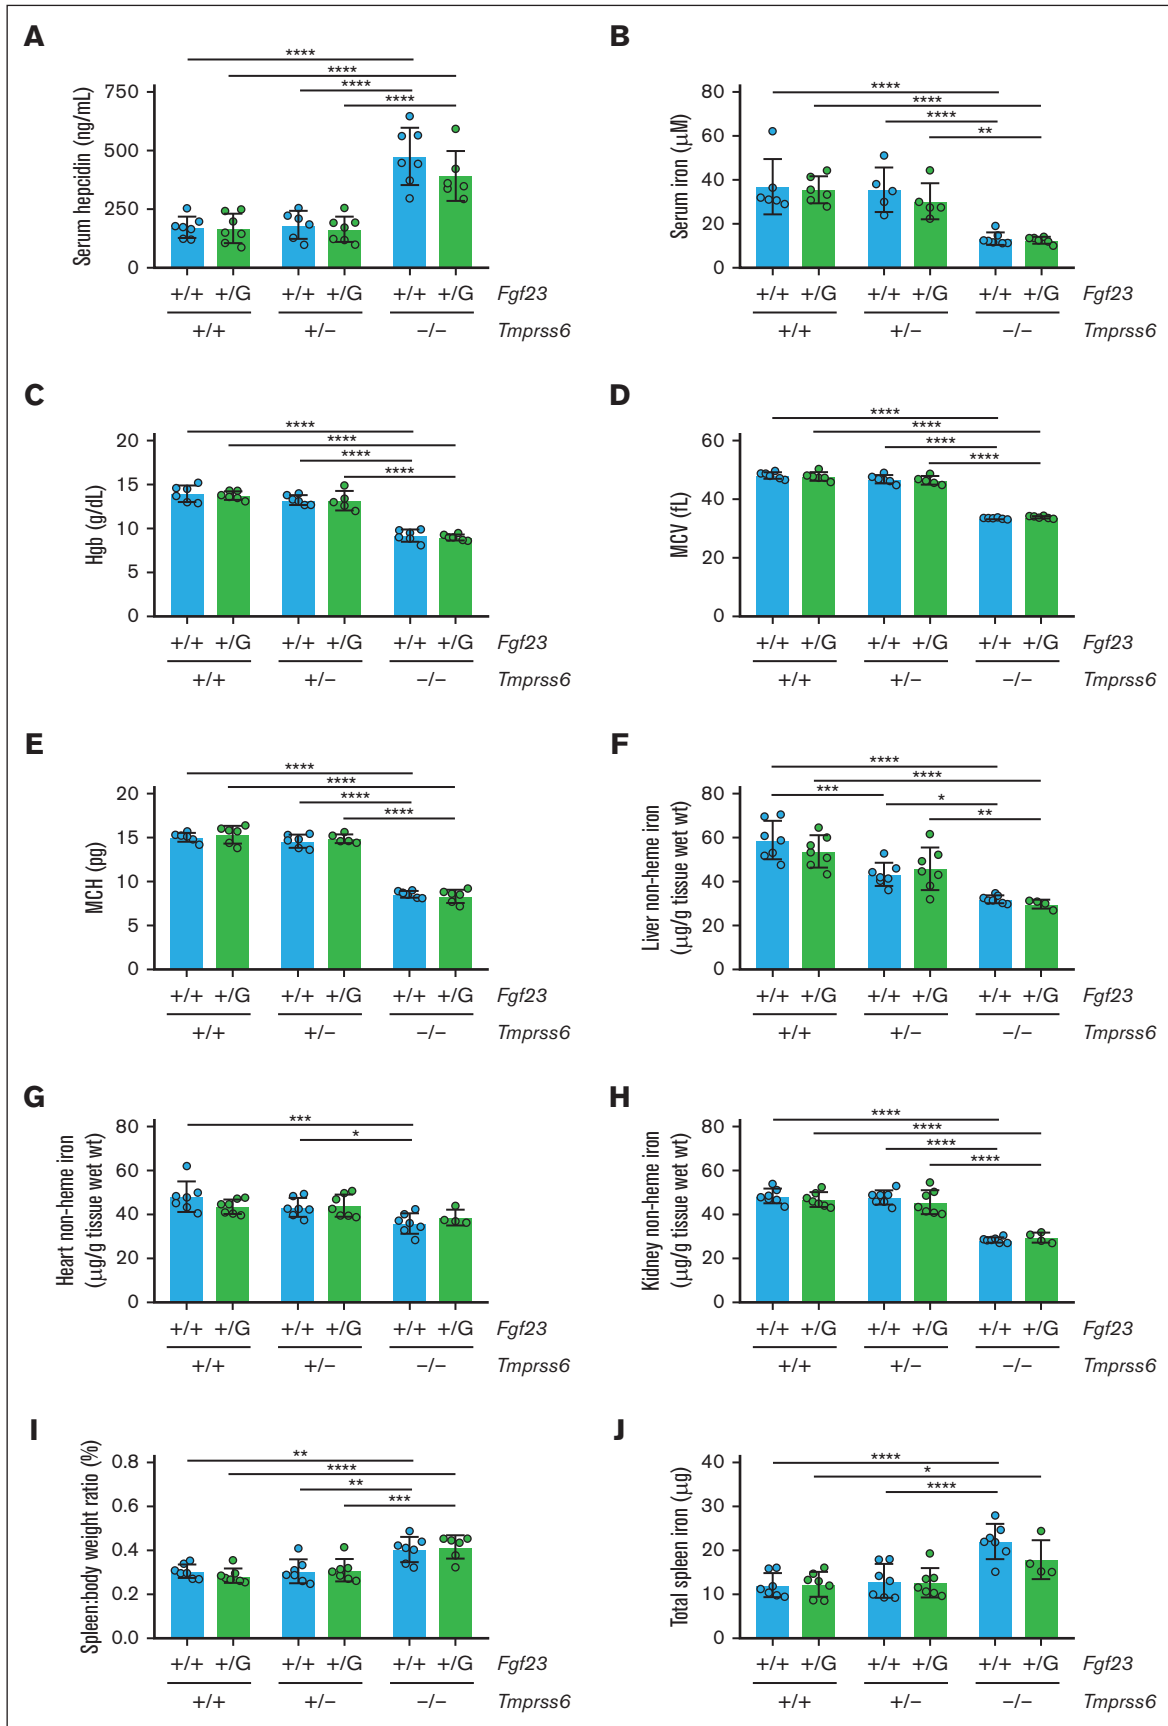 A
Serum hepcidin (ng/mL)
750
500
250
0
****
****
****
****
+/+ +/G +/+ +/G +/+ +/G Fgf23
+/+ +/− −/− Tmprss6
B
Serum iron (μM)
80
60
40
20
0
****
****
****
**
+/+ +/G +/+ +/G +/+ +/G Fgf23
+/+ +/− −/− Tmprss6
C
Hgb (g/dL)
20
15
10
5
0
****
****
****
****
+/+ +/G +/+ +/G +/+ +/G Fgf23
+/+ +/− −/− Tmprss6
D
MCV (fL)
60
40
20
0
****
****
****
****
+/+ +/G +/+ +/G +/+ +/G Fgf23
+/+ +/− −/− Tmprss6
E
MCH (pg)
20
15
10
5
0
****
****
****
****
+/+ +/G +/+ +/G +/+ +/G Fgf23
+/+ +/− −/− Tmprss6
F
Liver non-heme iron
(μg/g tissue wet wt)
80
60
40
20
0
****
****
*** *
**
+/+ +/G +/+ +/G +/+ +/G Fgf23
+/+ +/− −/− Tmprss6
G
Heart non-heme iron
(μg/g tissue wet wt)
80
60
40
20
0
***
*
+/+ +/G +/+ +/G +/+ +/G Fgf23
+/+ +/− −/− Tmprss6
H
Kidney non-heme iron
(μg/g tissue wet wt)
80
60
40
20
0
****
****
****
****
+/+ +/G +/+ +/G +/+ +/G Fgf23
+/+ +/− −/− Tmprss6
I
Spleen:body weight ratio (%)
0.8
0.6
0.4
0.2
0.0
**
****
**
***
+/+ +/G +/+ +/G +/+ +/G Fgf23
+/+ +/− −/− Tmprss6
J
Total spleen iron (μg)
40
30
20
10
0
****
*
****
+/+ +/G +/+ +/G +/+ +/G Fgf23
+/+ +/− −/− Tmprss6